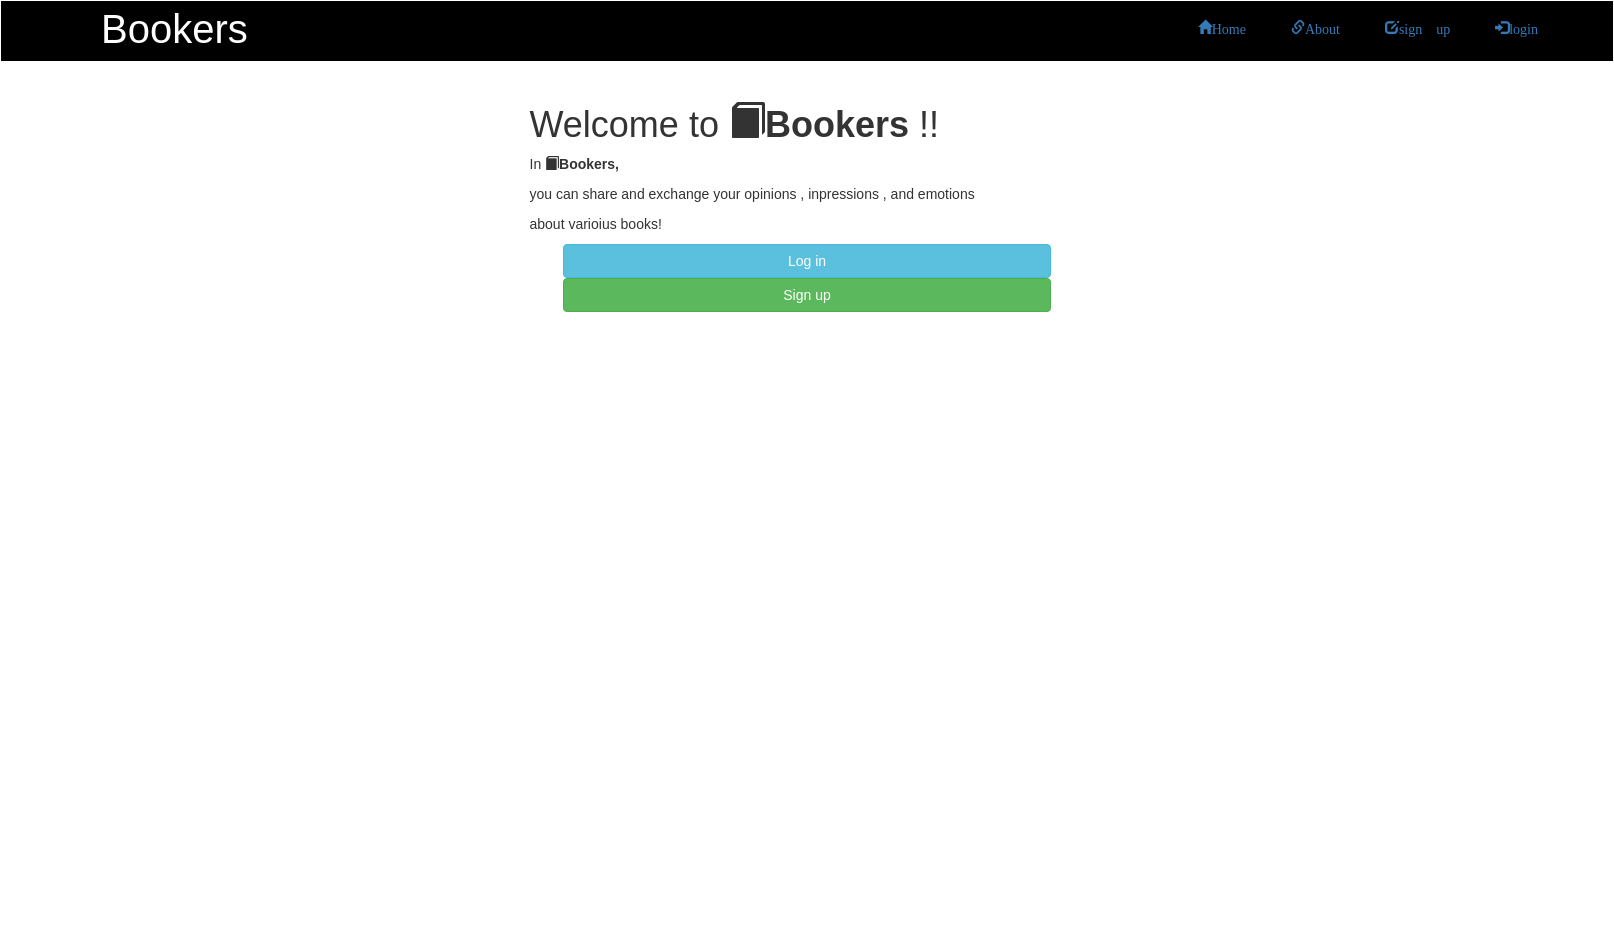 Bookers
Home About sign up login
Welcome to Bookers !!
In Bookers,
you can share and exchange your opinions , inpressions , and emotions
about varioius books!
Log in
Sign up